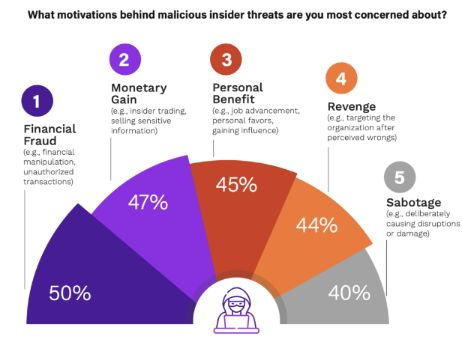 What motivations behind malicious insider threats are you most concerned about?
1
Financial
Fraud
(e.g., financial
manipulation,
unauthorized
transactions)
2
Monetary
Gain
(e.g., insider trading,
selling sensitive
information)
3
Personal
Benefit
(e.g., job advancement,
personal favors,
gaining influence)
4
Revenge
(e.g., targeting the
organization after
perceived wrongs)
5
Sabotage
(e.g., deliberately
causing disruptions
or damage)
50%
47%
45%
44%
40%